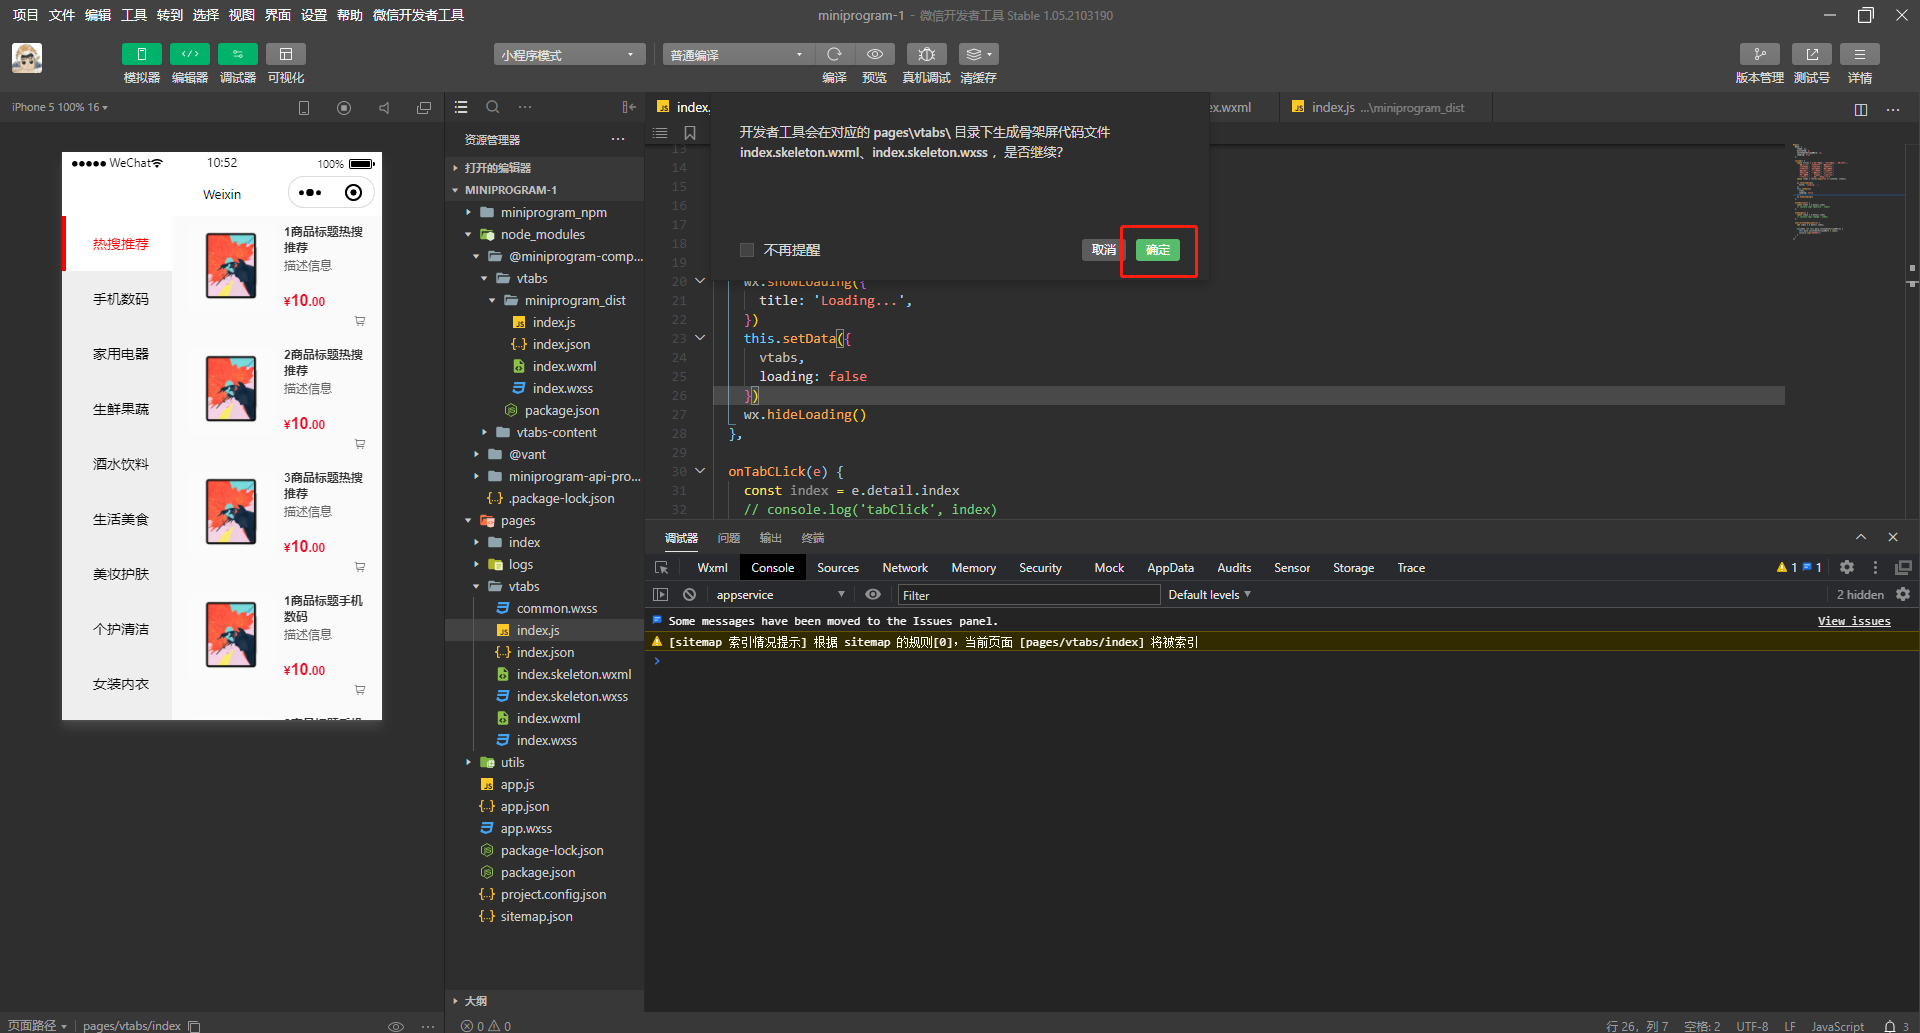 项目 文件 编辑 工具 转到 选择 视图 界面 设置 帮助 微信开发者工具
miniprogram-1 - 微信开发者工具 Stable 1.05.2103190
模拟器 编辑器 调试器 可视化
小程序模式
普通编译
编译 预览 真机调试 清缓存
版本管理 测试号 详情
iPhone 5 100% 16
WeChat
10:52
100%
Weixin
热搜推荐
手机数码
家用电器
生鲜果蔬
酒水饮料
生活美食
美妆护肤
个护清洁
女装内衣
1商品标题热搜
推荐
描述信息
¥10.00
2商品标题热搜
推荐
描述信息
¥10.00
3商品标题热搜
推荐
描述信息
¥10.00
1商品标题手机
数码
描述信息
¥10.00
页面路径
pages/vtabs/index
资源管理器
打开的编辑器
MINIPROGRAM-1
miniprogram_npm
node_modules
@miniprogram-comp...
vtabs
miniprogram_dist
index.js
index.json
index.wxml
index.wxss
package.json
vtabs-content
@vant
miniprogram-api-pro...
.package-lock.json
pages
index
logs
vtabs
common.wxss
index.js
index.json
index.skeleton.wxml
index.skeleton.wxss
index.wxml
index.wxss
utils
app.js
app.json
app.wxss
package-lock.json
package.json
project.config.json
sitemap.json
大纲
0 0
index.
ex.wxml
index.js ...\miniprogram_dist
开发者工具会在对应的 pages\vtabs\ 目录下生成骨架屏代码文件
index.skeleton.wxml、index.skeleton.wxss ，是否继续？
不再提醒
取消
确定
13
14
15
16
17
18
19
20 wx.showLoading({
21 title: 'Loading...',
22 })
23 this.setData({
24 vtabs,
25 loading: false
26 })
27 wx.hideLoading()
28 },
29
30 onTabCLick(e) {
31 const index = e.detail.index
32 // console.log('tabClick', index)
调试器 问题 输出 终端
Wxml Console Sources Network Memory Security Mock AppData Audits Sensor Storage Trace
1 1
appservice
Filter
Default levels
2 hidden
Some messages have been moved to the Issues panel.
View issues
[sitemap 索引情况提示] 根据 sitemap 的规则[0]，当前页面 [pages/vtabs/index] 将被索引
行 26，列 7 空格: 2 UTF-8 LF JavaScript 3